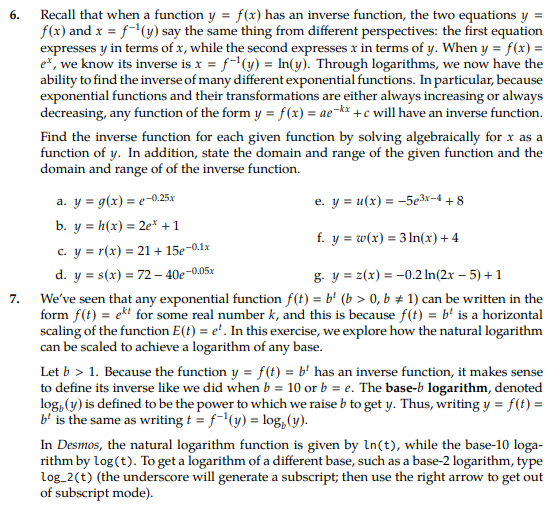 6. Recall that when a function y = f(x) has an inverse function, the two equations y =
f(x) and x = f⁻¹(y) say the same thing from different perspectives: the first equation
expresses y in terms of x, while the second expresses x in terms of y. When y = f(x) =
eˣ, we know its inverse is x = f⁻¹(y) = ln(y). Through logarithms, we now have the
ability to find the inverse of many different exponential functions. In particular, because
exponential functions and their transformations are either always increasing or always
decreasing, any function of the form y = f(x) = ae⁻ᵏˣ + c will have an inverse function.
Find the inverse function for each given function by solving algebraically for x as a
function of y. In addition, state the domain and range of the given function and the
domain and range of of the inverse function.
a. y = g(x) = e^{−0.25x}
b. y = h(x) = 2eˣ + 1
c. y = r(x) = 21 + 15e^{−0.1x}
d. y = s(x) = 72 − 40e^{−0.05x}
e. y = u(x) = −5e^{3x−4} + 8
f. y = w(x) = 3 ln(x) + 4
g. y = z(x) = −0.2 ln(2x − 5) + 1
7. We've seen that any exponential function f(t) = bᵗ (b > 0, b ≠ 1) can be written in the
form f(t) = eᵏᵗ for some real number k, and this is because f(t) = bᵗ is a horizontal
scaling of the function E(t) = eᵗ. In this exercise, we explore how the natural logarithm
can be scaled to achieve a logarithm of any base.
Let b > 1. Because the function y = f(t) = bᵗ has an inverse function, it makes sense
to define its inverse like we did when b = 10 or b = e. The base-b logarithm, denoted
log_b(y) is defined to be the power to which we raise b to get y. Thus, writing y = f(t) =
bᵗ is the same as writing t = f⁻¹(y) = log_b(y).
In Desmos, the natural logarithm function is given by ln(t), while the base-10 loga-
rithm by log(t). To get a logarithm of a different base, such as a base-2 logarithm, type
log_2(t) (the underscore will generate a subscript; then use the right arrow to get out
of subscript mode).